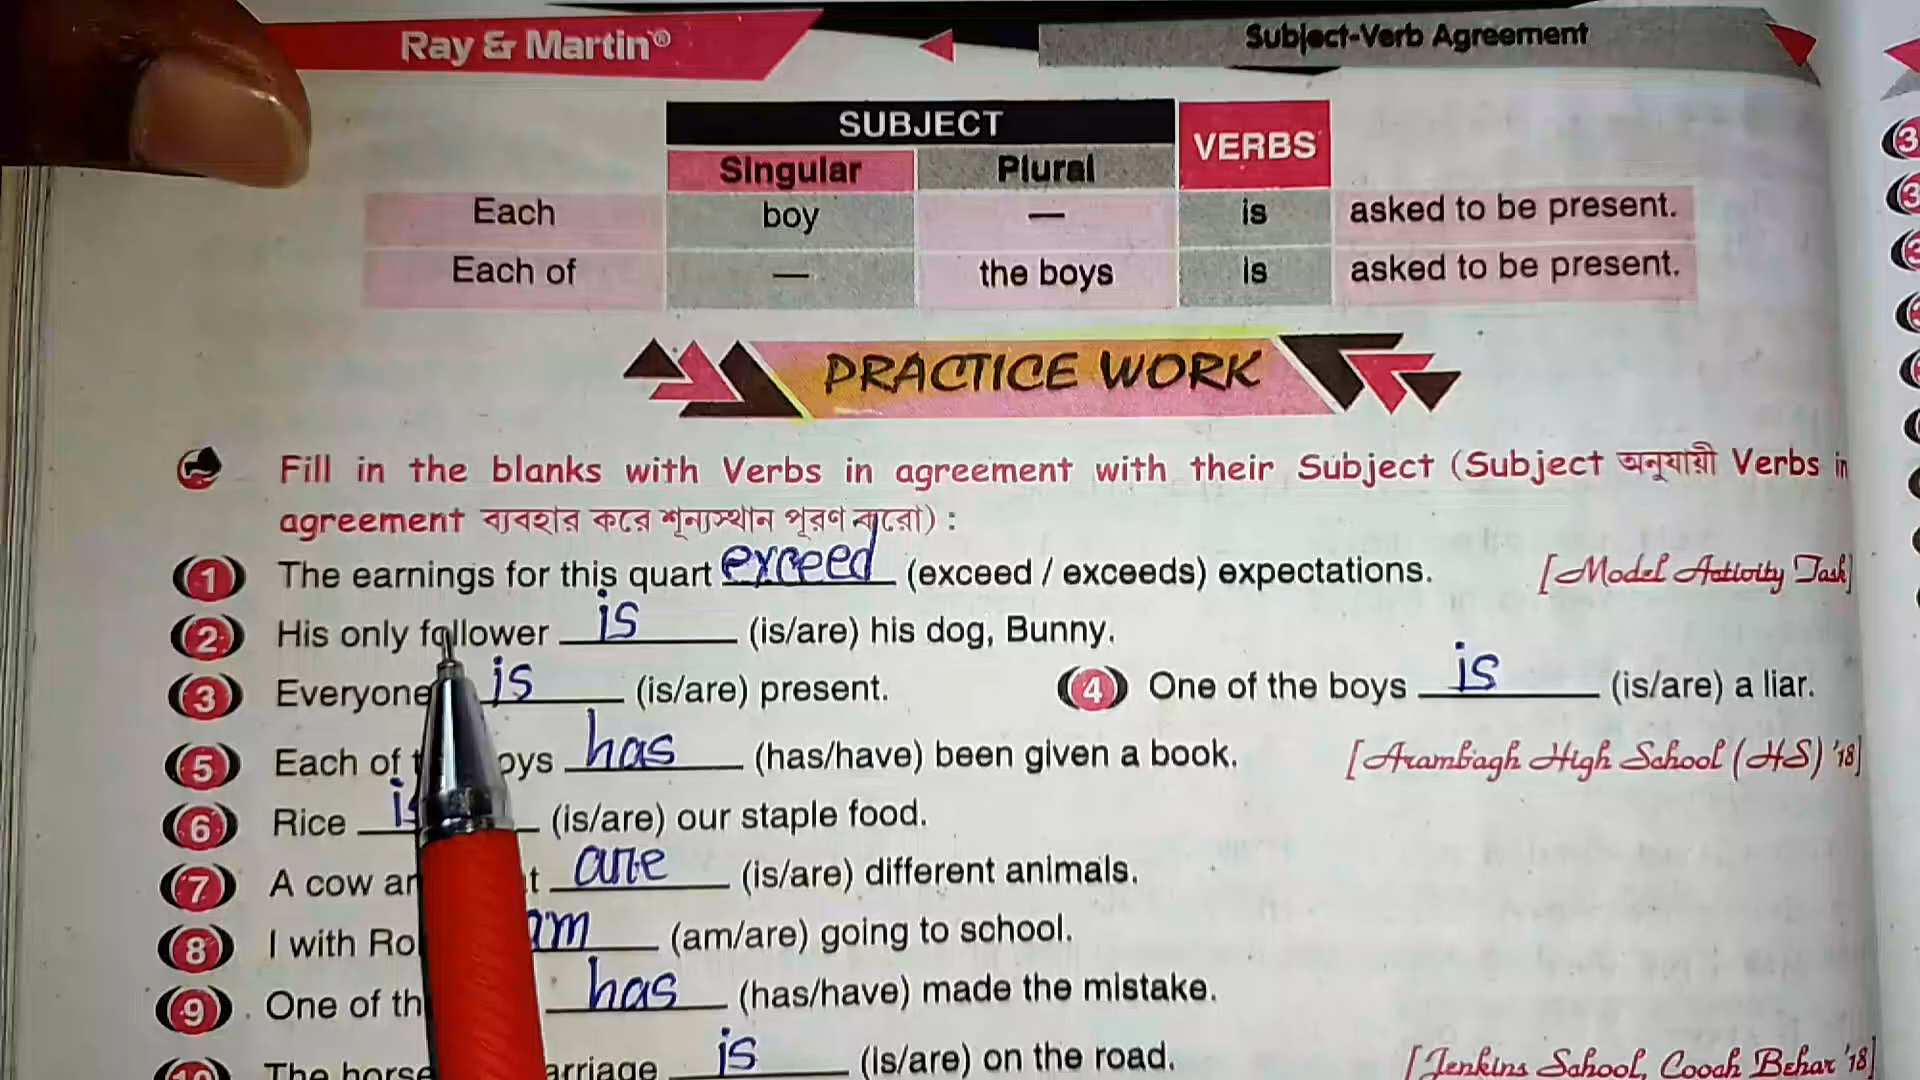 Ray & Martin®
Subject-Verb Agreement
SUBJECT VERBS
Singular Plural
Each boy — is asked to be present.
Each of — the boys is asked to be present.
PRACTICE WORK
Fill in the blanks with Verbs in agreement with their Subject (Subject অনুযায়ী Verbs in
agreement ব্যবহার করে শূন্যস্থান পূরণ করো) :
1 The earnings for this quart exceed (exceed / exceeds) expectations. [Model Activity Task]
2 His only follower is (is/are) his dog, Bunny.
3 Everyone is (is/are) present. 4 One of the boys is (is/are) a liar.
5 Each of has (has/have) been given a book. [Arambagh High School (HS) '18]
6 Rice is (is/are) our staple food.
7 A cow are (is/are) different animals.
8 I with am (am/are) going to school.
9 One of has (has/have) made the mistake.
10 The is (is/are) on the road. [Jenkins School, Cooch Behar '18]